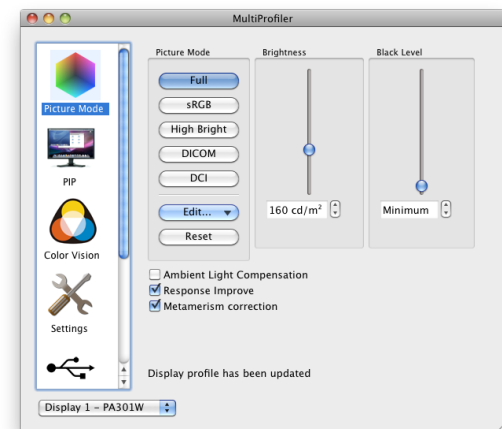 MultiProfiler
Picture Mode
PIP
Color Vision
Settings
Display 1 – PA301W
Picture Mode
Full
sRGB
High Bright
DICOM
DCI
Edit...
Reset
Brightness
160 cd/m²
Black Level
Minimum
Ambient Light Compensation
Response Improve
Metamerism correction
Display profile has been updated